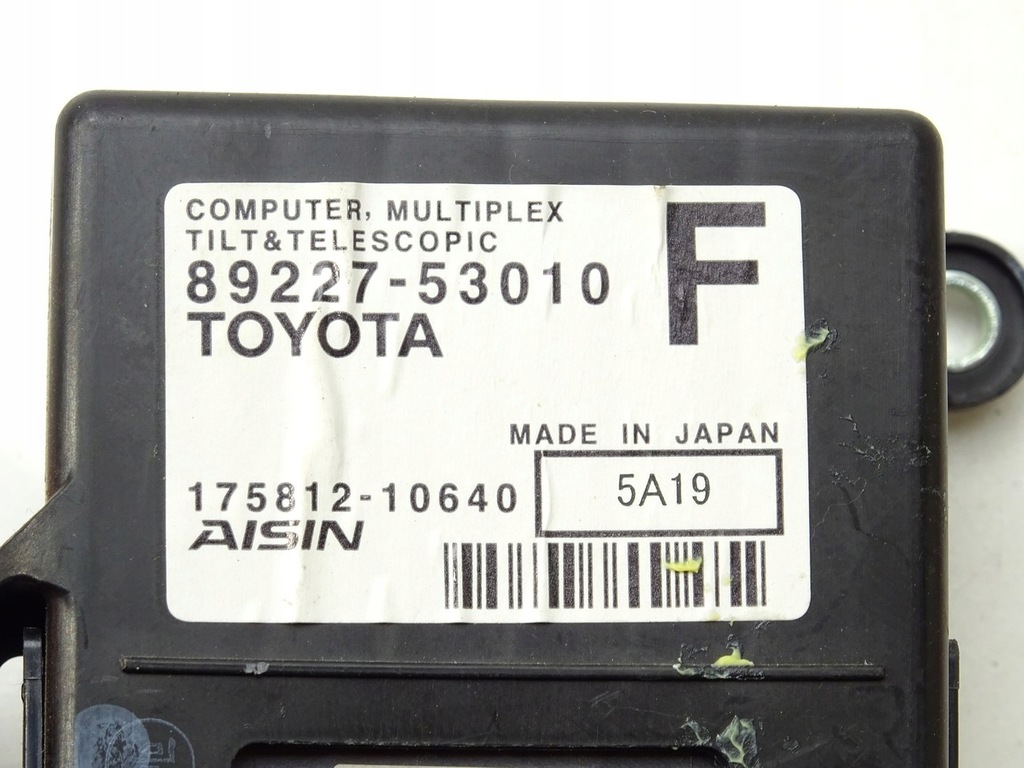 COMPUTER, MULTIPLEX
TILT&TELESCOPIC
89227-53010
F
TOYOTA
MADE IN JAPAN
175812-10640
5A19
AISIN